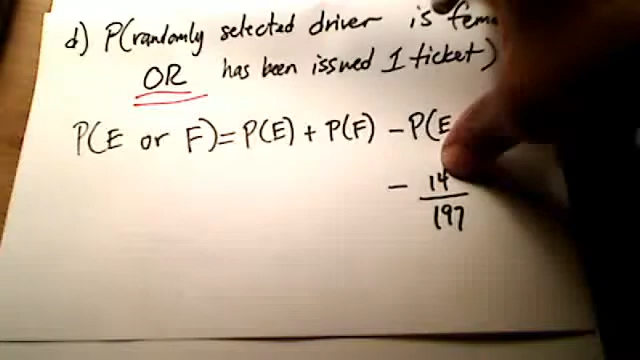 d) P(randomly selected driver is fem
OR has been issued 1 ticket)
P(E or F) = P(E) + P(F) - P(E
- 14/197